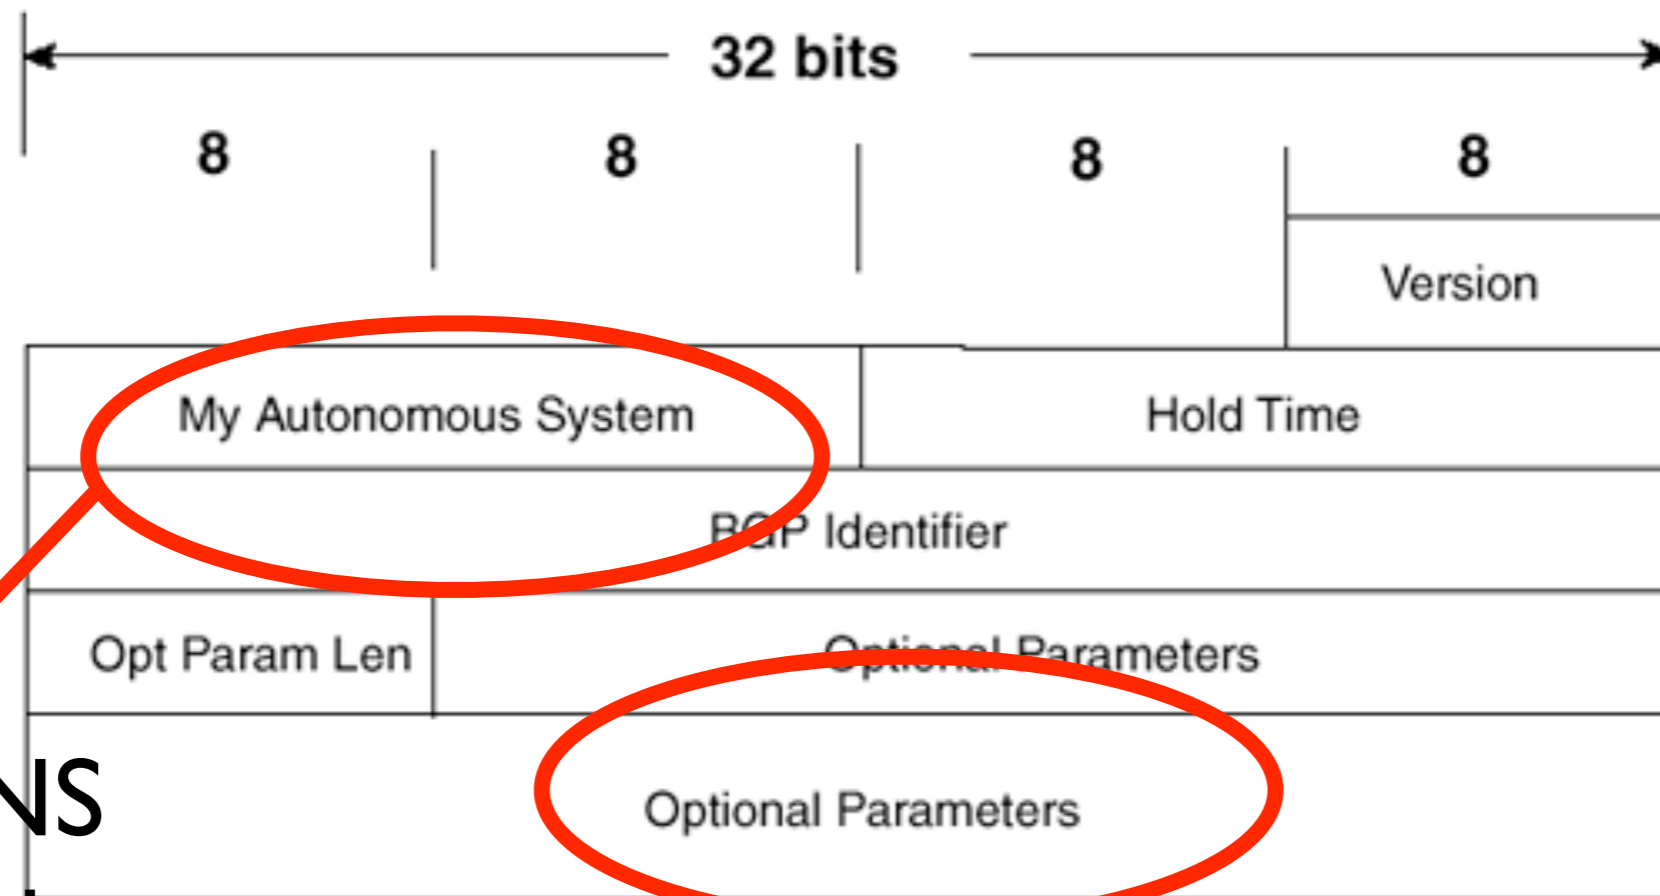 32 bits
8 8 8 8
Version
My Autonomous System Hold Time
BGP Identifier
Opt Param Len Optional Parameters
Optional Parameters